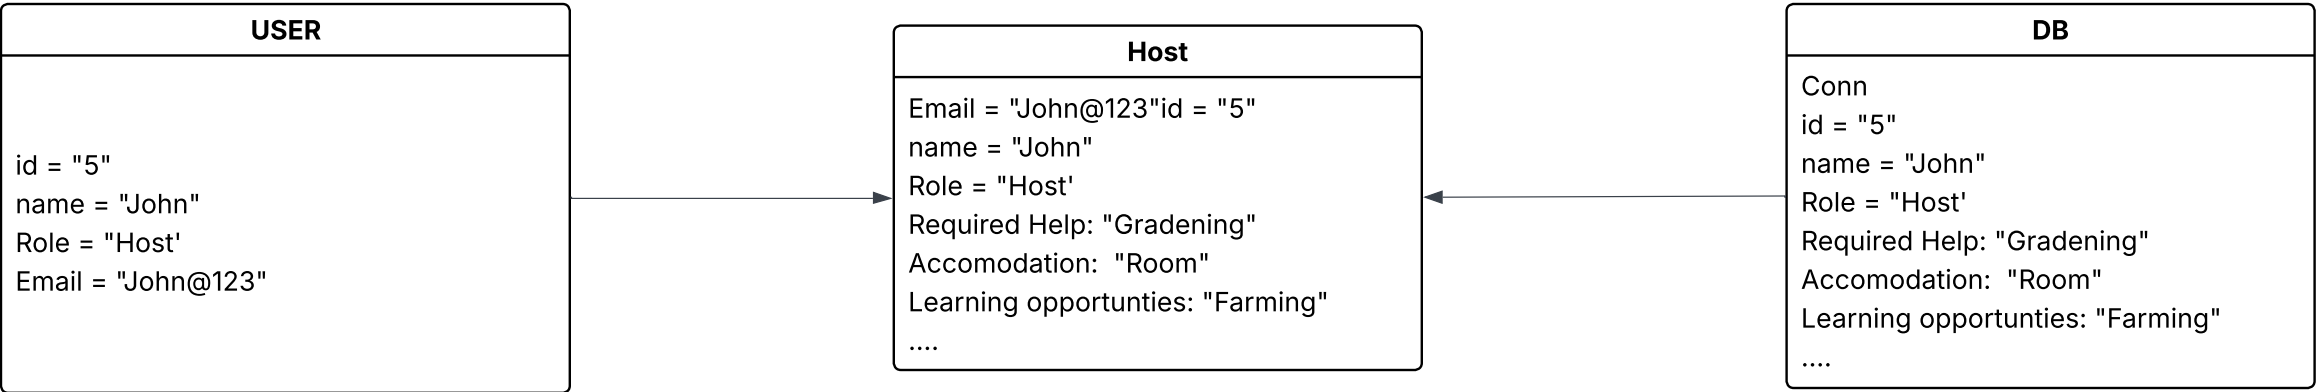 USER
id = "5"
name = "John"
Role = "Host'
Email = "John@123"
Host
Email = "John@123"id = "5"
name = "John"
Role = "Host'
Required Help: "Gradening"
Accomodation:  "Room"
Learning opportunties: "Farming"
....
DB
Conn
id = "5"
name = "John"
Role = "Host'
Required Help: "Gradening"
Accomodation:  "Room"
Learning opportunties: "Farming"
....